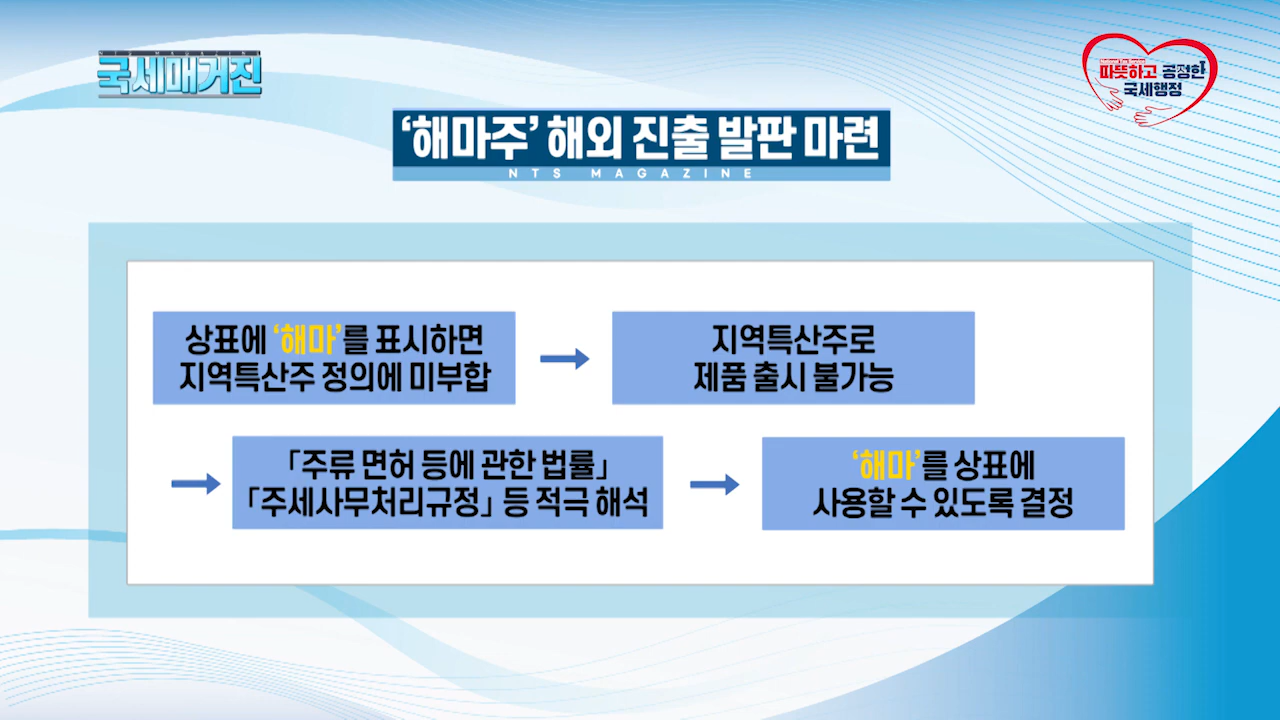 NTS MAGAZINE
국세매거진
따뜻하고 공정한
국세행정
‘해마주’ 해외 진출 발판 마련
NTS MAGAZINE
상표에 ‘해마’를 표시하면
지역특산주 정의에 미부합
지역특산주로
제품 출시 불가능
「주류 면허 등에 관한 법률」
「주세사무처리규정」 등 적극 해석
‘해마’를 상표에
사용할 수 있도록 결정